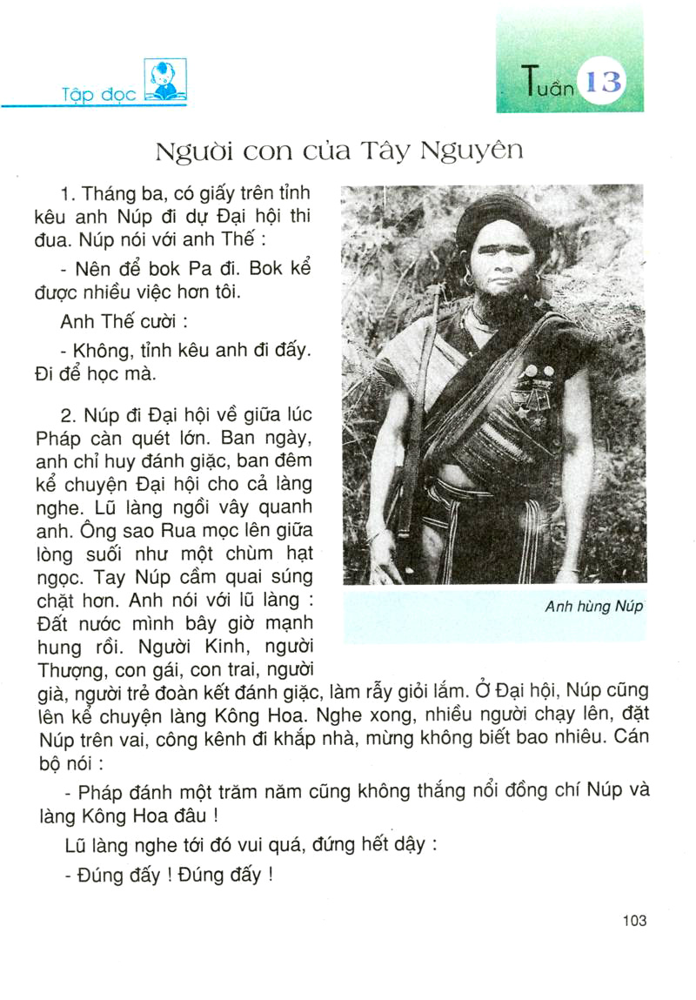 Tập đọc
Tuần 13
Người con của Tây Nguyên
1. Tháng ba, có giấy trên tỉnh
kêu anh Núp đi dự Đại hội thi
đua. Núp nói với anh Thế :
- Nên để bok Pa đi. Bok kể
được nhiều việc hơn tôi.
Anh Thế cười :
- Không, tỉnh kêu anh đi đấy.
Đi để học mà.
2. Núp đi Đại hội về giữa lúc
Pháp càn quét lớn. Ban ngày,
anh chỉ huy đánh giặc, ban đêm
kể chuyện Đại hội cho cả làng
nghe. Lũ làng ngồi vây quanh
anh. Ông sao Rua mọc lên giữa
lòng suối như một chùm hạt
ngọc. Tay Núp cầm quai súng
chặt hơn. Anh nói với lũ làng :
Đất nước mình bây giờ mạnh
hung rồi. Người Kinh, người
Thượng, con gái, con trai, người
già, người trẻ đoàn kết đánh giặc, làm rẫy giỏi lắm. Ở Đại hội, Núp cũng
lên kể chuyện làng Kông Hoa. Nghe xong, nhiều người chạy lên, đặt
Núp trên vai, công kênh đi khắp nhà, mừng không biết bao nhiêu. Cán
bộ nói :
- Pháp đánh một trăm năm cũng không thắng nổi đồng chí Núp và
làng Kông Hoa đâu !
Lũ làng nghe tới đó vui quá, đứng hết dậy :
- Đúng đấy ! Đúng đấy !
Anh hùng Núp
103